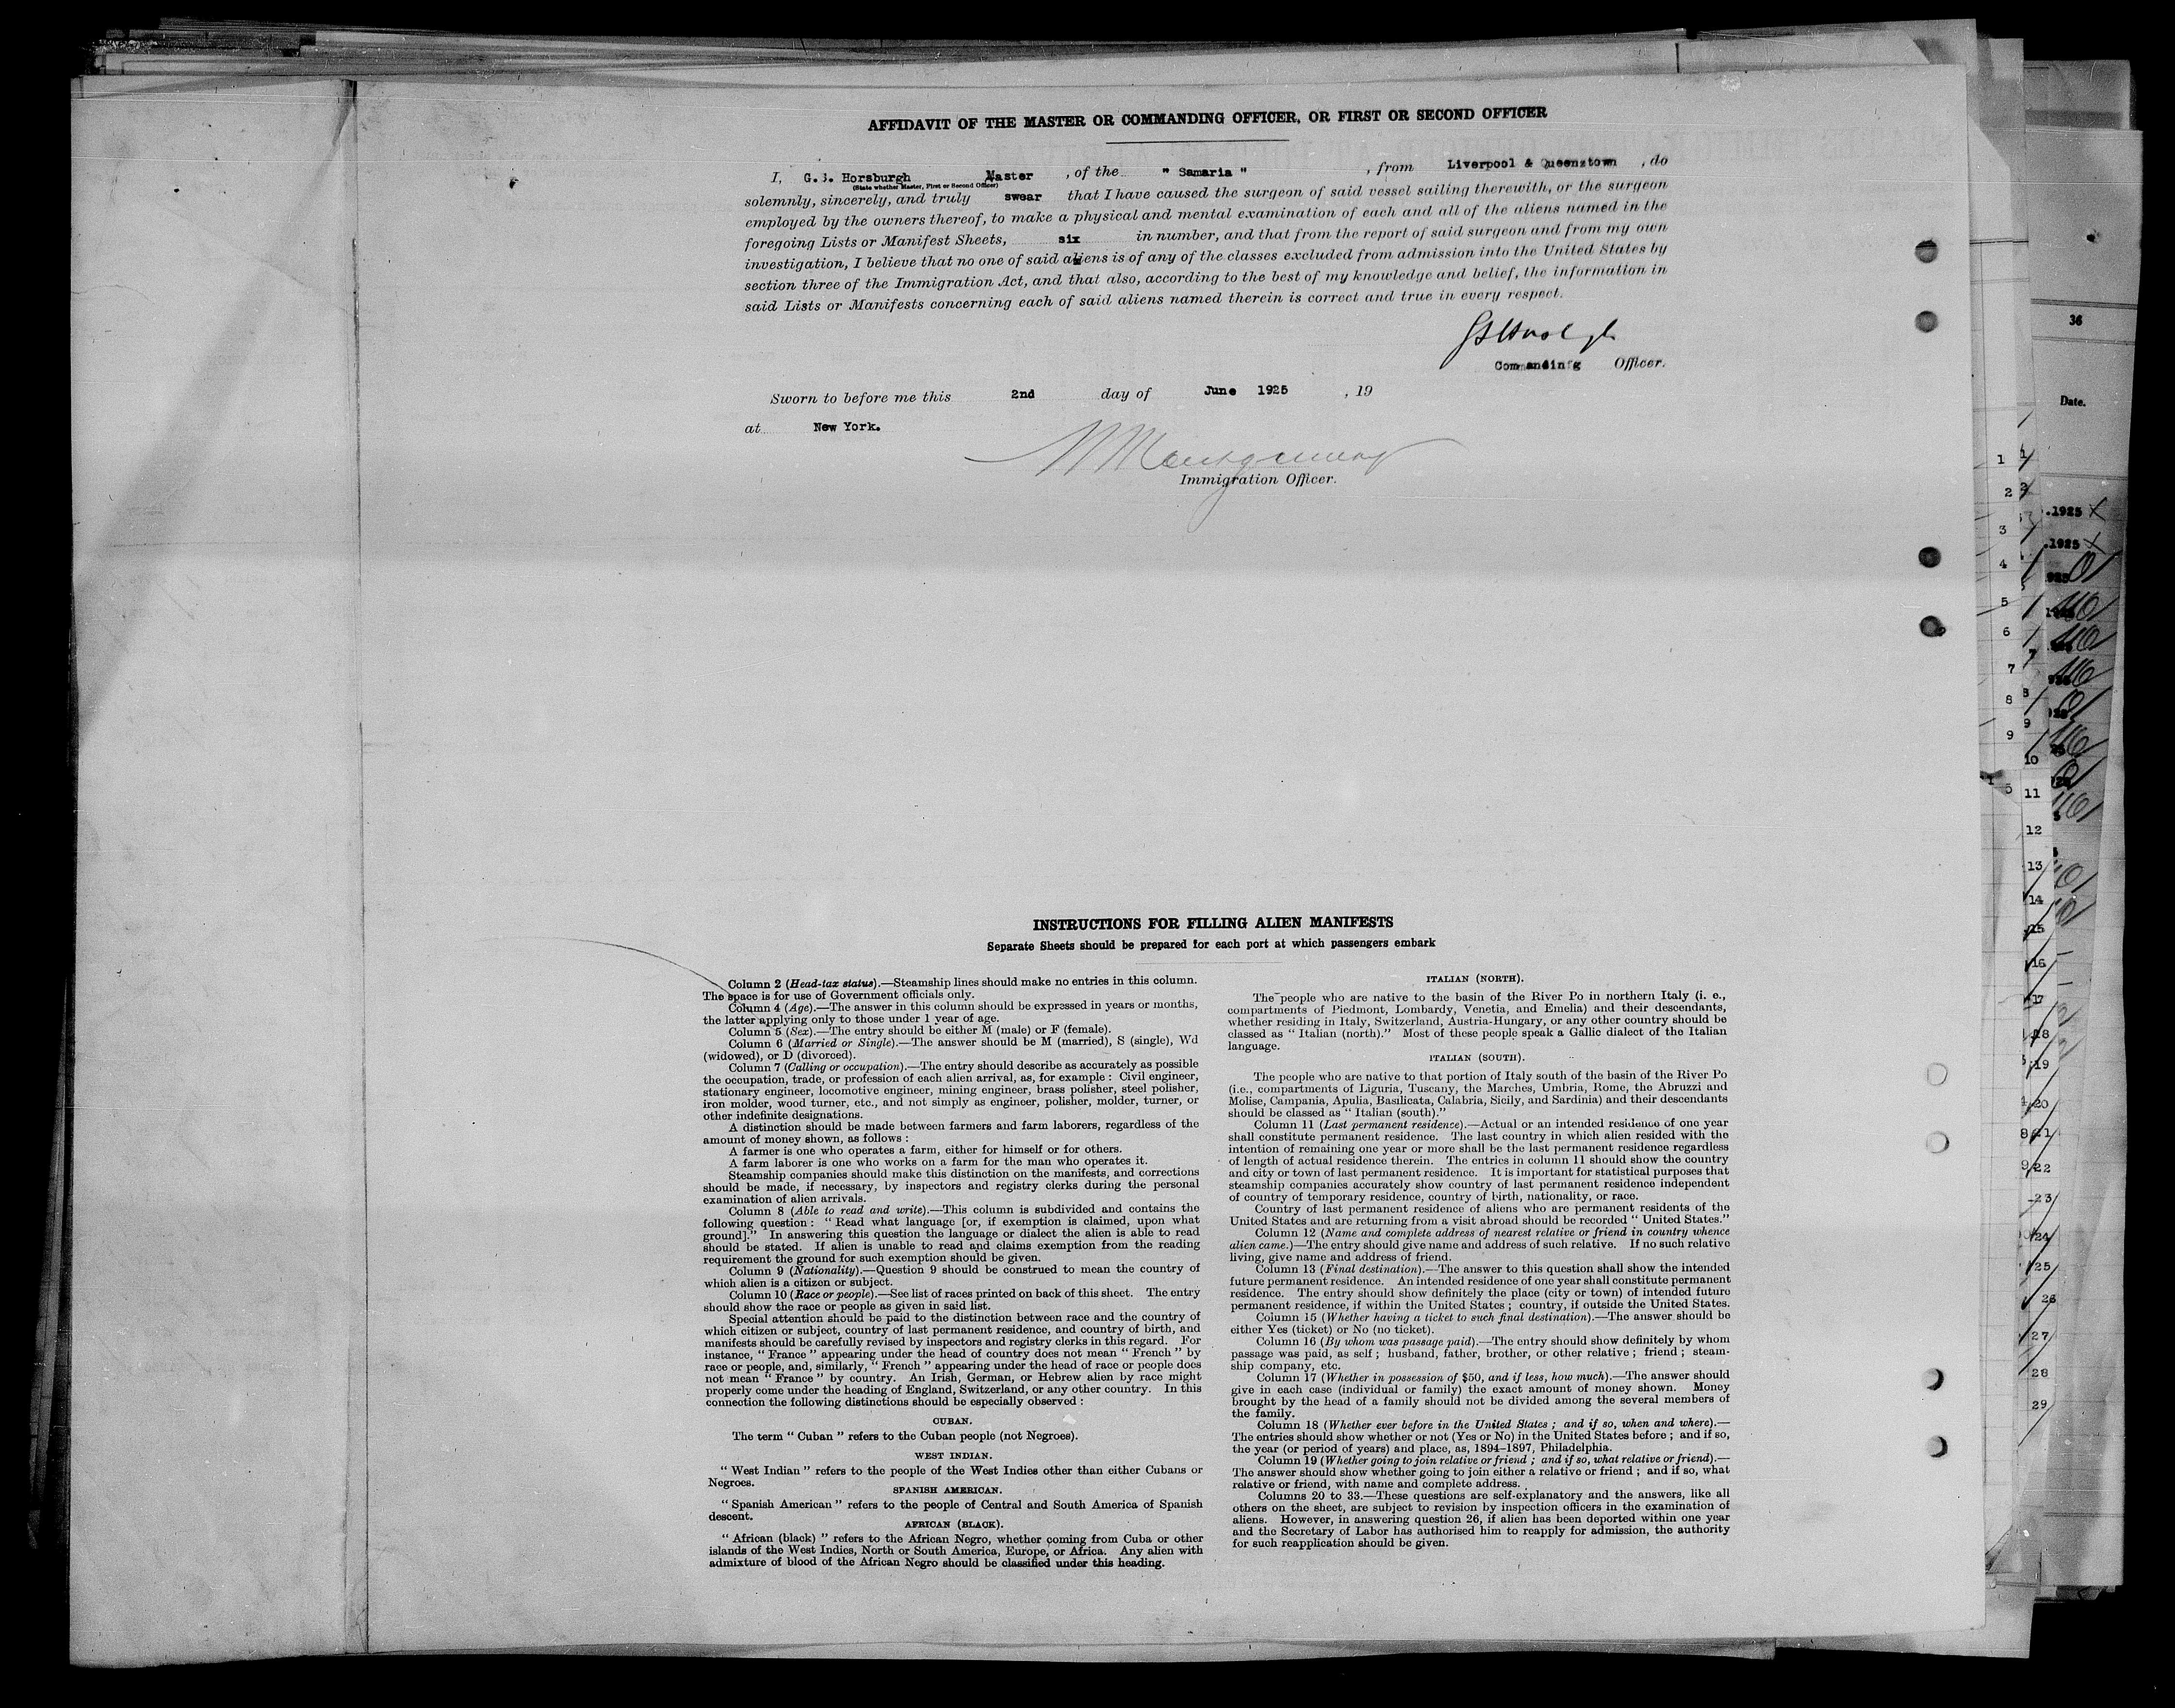 AFFIDAVIT OF THE MASTER OR COMMANDING OFFICER, OR FIRST OR SECOND OFFICER
I, G. Horsburgh Master , of the " Samaria " , from Liverpool & Queenstown , do
(State whether Master, First or Second Officer)
solemnly, sincerely, and truly swear that I have caused the surgeon of said vessel sailing therewith, or the surgeon
employed by the owners thereof, to make a physical and mental examination of each and all of the aliens named in the
foregoing Lists or Manifest Sheets, six in number, and that from the report of said surgeon and from my own
investigation, I believe that no one of said aliens is of any of the classes excluded from admission into the United States by
section three of the Immigration Act, and that also, according to the best of my knowledge and belief, the information in
said Lists or Manifests concerning each of said aliens named therein is correct and true in every respect.
Commanding Officer.
Sworn to before me this 2nd day of June 1925 , 19
at New York.
Montgomery
Immigration Officer.
INSTRUCTIONS FOR FILLING ALIEN MANIFESTS
Separate Sheets should be prepared for each port at which passengers embark
Column 2 (Head-tax status).—Steamship lines should make no entries in this column.
The space is for use of Government officials only.
Column 4 (Age).—The answer in this column should be expressed in years or months,
the latter applying only to those under 1 year of age.
Column 5 (Sex).—The entry should be either M (male) or F (female).
Column 6 (Married or Single).—The answer should be M (married), S (single), Wd
(widowed), or D (divorced).
Column 7 (Calling or occupation).—The entry should describe as accurately as possible
the occupation, trade, or profession of each alien arrival, as, for example : Civil engineer,
stationary engineer, locomotive engineer, mining engineer, brass polisher, steel polisher,
iron molder, wood turner, etc., and not simply as engineer, polisher, molder, turner, or
other indefinite designations.
A distinction should be made between farmers and farm laborers, regardless of the
amount of money shown, as follows :
A farmer is one who operates a farm, either for himself or for others.
A farm laborer is one who works on a farm for the man who operates it.
Steamship companies should make this distinction on the manifests, and corrections
should be made, if necessary, by inspectors and registry clerks during the personal
examination of alien arrivals.
Column 8 (Able to read and write).—This column is subdivided and contains the
following question : " Read what language [or, if exemption is claimed, upon what
ground]." In answering this question the language or dialect the alien is able to read
should be stated. If alien is unable to read and claims exemption from the reading
requirement the ground for such exemption should be given.
Column 9 (Nationality).—Question 9 should be construed to mean the country of
which alien is a citizen or subject.
Column 10 (Race or people).—See list of races printed on back of this sheet. The entry
should show the race or people as given in said list.
Special attention should be paid to the distinction between race and the country of
which citizen or subject, country of last permanent residence, and country of birth, and
manifests should be carefully revised by inspectors and registry clerks in this regard. For
instance, " France " appearing under the head of country does not mean " French " by
race or people, and, similarly, " French " appearing under the head of race or people does
not mean " France " by country. An Irish, German, or Hebrew alien by race might
properly come under the heading of England, Switzerland, or any other country. In this
connection the following distinctions should be especially observed :
CUBAN.
The term " Cuban " refers to the Cuban people (not Negroes).
WEST INDIAN.
" West Indian " refers to the people of the West Indies other than either Cubans or
Negroes.
SPANISH AMERICAN.
" Spanish American " refers to the people of Central and South America of Spanish
descent.
AFRICAN (BLACK).
" African (black) " refers to the African Negro, whether coming from Cuba or other
islands of the West Indies, North or South America, Europe, or Africa. Any alien with
admixture of blood of the African Negro should be classified under this heading.
ITALIAN (NORTH).
The people who are native to the basin of the River Po in northern Italy (i. e.,
compartments of Piedmont, Lombardy, Venetia, and Emelia) and their descendants,
whether residing in Italy, Switzerland, Austria-Hungary, or any other country should be
classed as " Italian (north)." Most of these people speak a Gallic dialect of the Italian
language.
ITALIAN (SOUTH).
The people who are native to that portion of Italy south of the basin of the River Po
(i.e., compartments of Liguria, Tuscany, the Marches, Umbria, Rome, the Abruzzi and
Molise, Campania, Apulia, Basilicata, Calabria, Sicily, and Sardinia) and their descendants
should be classed as " Italian (south)."
Column 11 (Last permanent residence).—Actual or an intended residence of one year
shall constitute permanent residence. The last country in which alien resided with the
intention of remaining one year or more shall be the last permanent residence regardless
of length of actual residence therein. The entries in column 11 should show the country
and city or town of last permanent residence. It is important for statistical purposes that
steamship companies accurately show country of last permanent residence independent
of country of temporary residence, country of birth, nationality, or race.
Country of last permanent residence of aliens who are permanent residents of the
United States and are returning from a visit abroad should be recorded " United States."
Column 12 (Name and complete address of nearest relative or friend in country whence
alien came.)—The entry should give name and address of such relative. If no such relative
living, give name and address of friend.
Column 13 (Final destination).—The answer to this question shall show the intended
future permanent residence. An intended residence of one year shall constitute permanent
residence. The entry should show definitely the place (city or town) of intended future
permanent residence, if within the United States ; country, if outside the United States.
Column 15 (Whether having a ticket to such final destination).—The answer should be
either Yes (ticket) or No (no ticket).
Column 16 (By whom was passage paid).—The entry should show definitely by whom
passage was paid, as self ; husband, father, brother, or other relative ; friend ; steam-
ship company, etc.
Column 17 (Whether in possession of $50, and if less, how much).—The answer should
give in each case (individual or family) the exact amount of money shown. Money
brought by the head of a family should not be divided among the several members of
the family.
Column 18 (Whether ever before in the United States ; and if so, when and where).—
The entries should show whether or not (Yes or No) in the United States before ; and if so,
the year (or period of years) and place, as, 1894–1897, Philadelphia.
Column 19 (Whether going to join relative or friend ; and if so, what relative or friend).—
The answer should show whether going to join either a relative or friend ; and if so, what
relative or friend, with name and complete address.
Columns 20 to 33.—These questions are self-explanatory and the answers, like all
others on the sheet, are subject to revision by inspection officers in the examination of
aliens. However, in answering question 26, if alien has been deported within one year
and the Secretary of Labor has authorised him to reapply for admission, the authority
for such reapplication should be given.
36
Date.
.1925
.1925
1
2
3
4
5
6
7
8
9
10
11
12
13
14
15
16
17
18
19
20
21
22
23
24
25
26
27
28
29